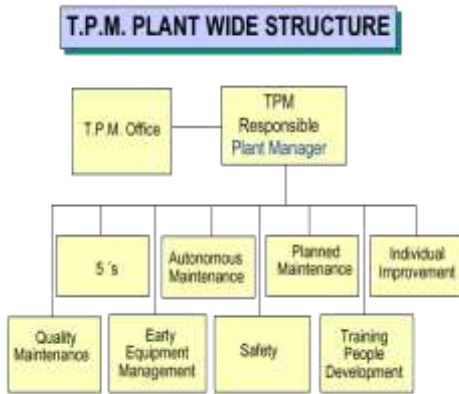 T.P.M. PLANT WIDE STRUCTURE
T.P.M. Office
TPM
Responsible
Plant Manager
5 ´s
Autonomous
Maintenance
Planned
Maintenance
Individual
Improvement
Quality
Maintenance
Early
Equipment
Management
Safety
Training
People
Development